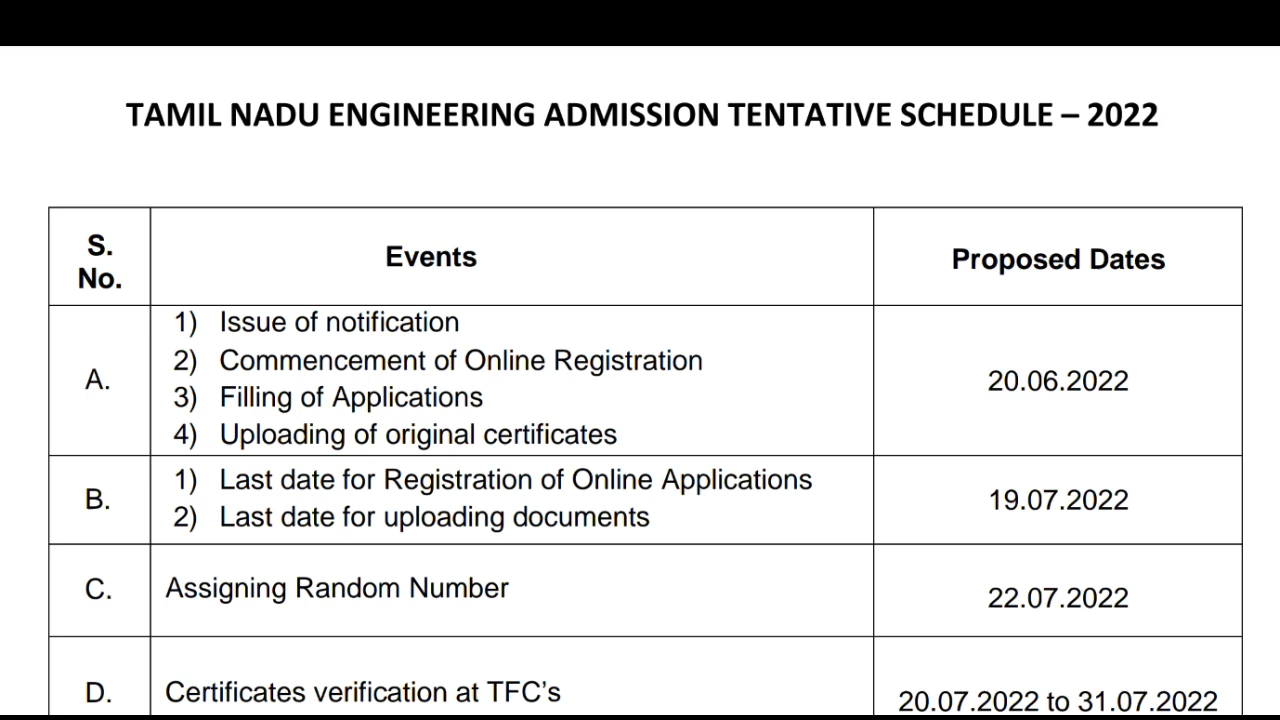 TAMIL NADU ENGINEERING ADMISSION TENTATIVE SCHEDULE – 2022
S. No.
Events
Proposed Dates
A.
1) Issue of notification
2) Commencement of Online Registration
3) Filling of Applications
4) Uploading of original certificates
20.06.2022
B.
1) Last date for Registration of Online Applications
2) Last date for uploading documents
19.07.2022
C.
Assigning Random Number
22.07.2022
D.
Certificates verification at TFC’s
20.07.2022 to 31.07.2022